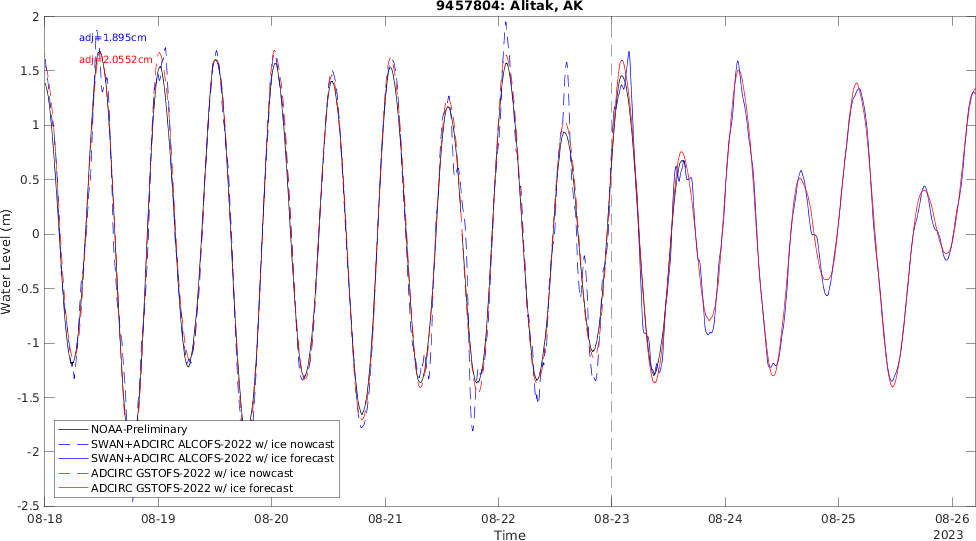 9457804: Alitak, AK
adj=1.895cm
adj=2.0552cm
Water Level (m)
2
1.5
1
0.5
0
-0.5
-1
-1.5
-2
-2.5
NOAA-Preliminary
SWAN+ADCIRC ALCOFS-2022 w/ ice nowcast
SWAN+ADCIRC ALCOFS-2022 w/ ice forecast
ADCIRC GSTOFS-2022 w/ ice nowcast
ADCIRC GSTOFS-2022 w/ ice forecast
08-18 08-19 08-20 08-21 08-22 08-23 08-24 08-25 08-26
Time
2023